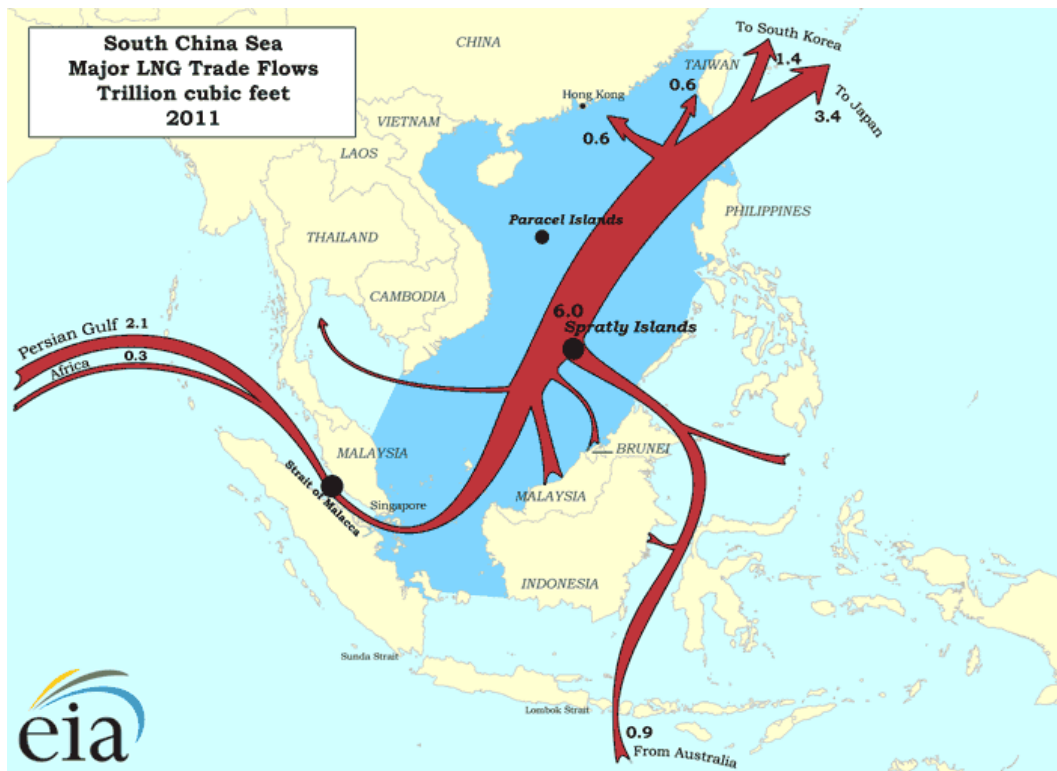 South China Sea
Major LNG Trade Flows
Trillion cubic feet
2011
CHINA
To South Korea
1.4
TAIWAN
0.6
To Japan
3.4
Hong Kong
0.6
VIETNAM
LAOS
Paracel Islands
PHILIPPINES
THAILAND
CAMBODIA
6.0
Spratly Islands
Persian Gulf 2.1
Africa 0.3
MALAYSIA
BRUNEI
Strait of Malacca
Singapore
MALAYSIA
INDONESIA
Sunda Strait
Lombok Strait
0.9
From Australia
eia